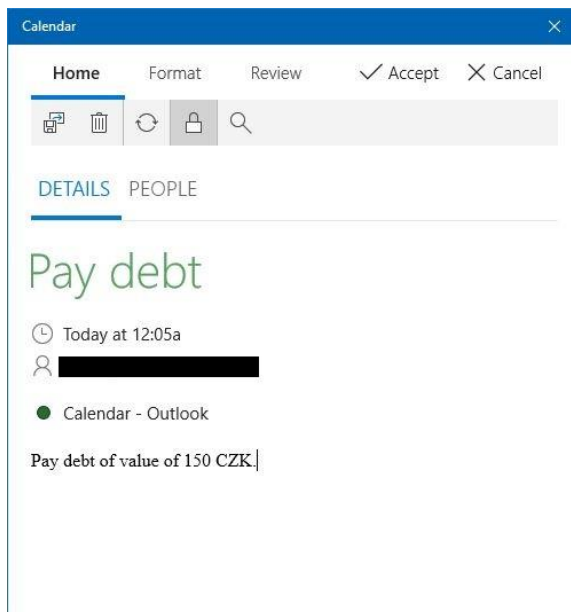 Calendar
Home Format Review Accept Cancel
DETAILS PEOPLE
Pay debt
Today at 12:05a
Calendar - Outlook
Pay debt of value of 150 CZK.